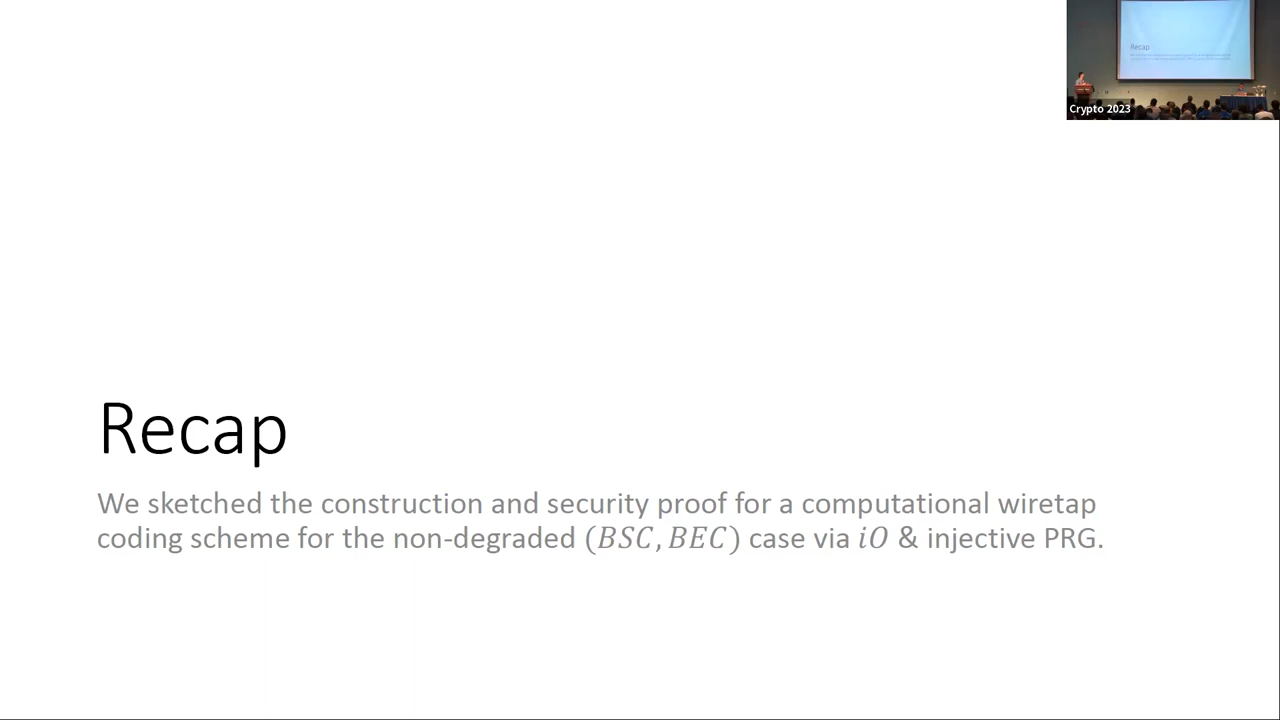 Recap
Crypto 2023
Recap
We sketched the construction and security proof for a computational wiretap
coding scheme for the non-degraded (BSC, BEC) case via iO & injective PRG.